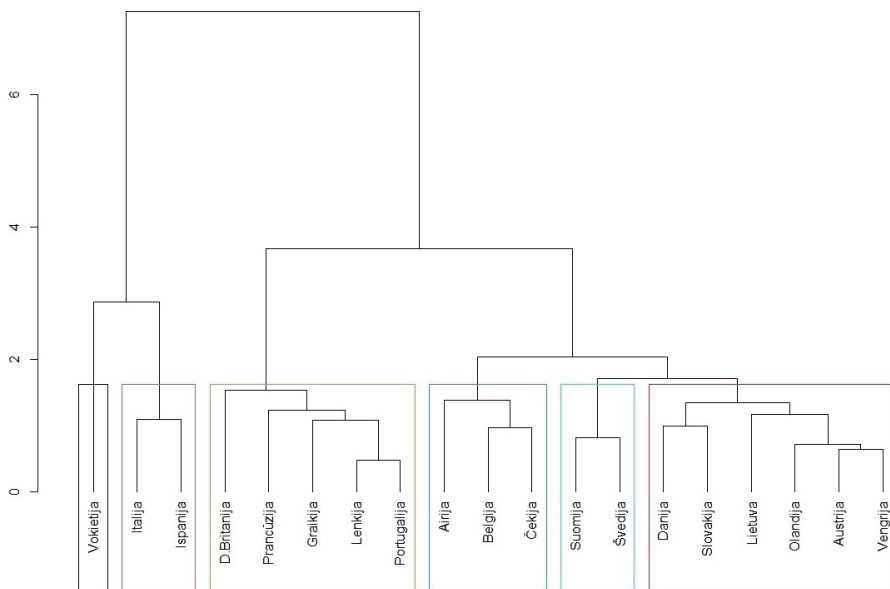 6
4
2
0
Vokietija
Italija
Ispanija
D.Britanija
Prancūzija
Graikija
Lenkija
Portugalija
Airija
Belgija
Čekija
Suomija
Švedija
Danija
Slovakija
Lietuva
Olandija
Austrija
Vengrija